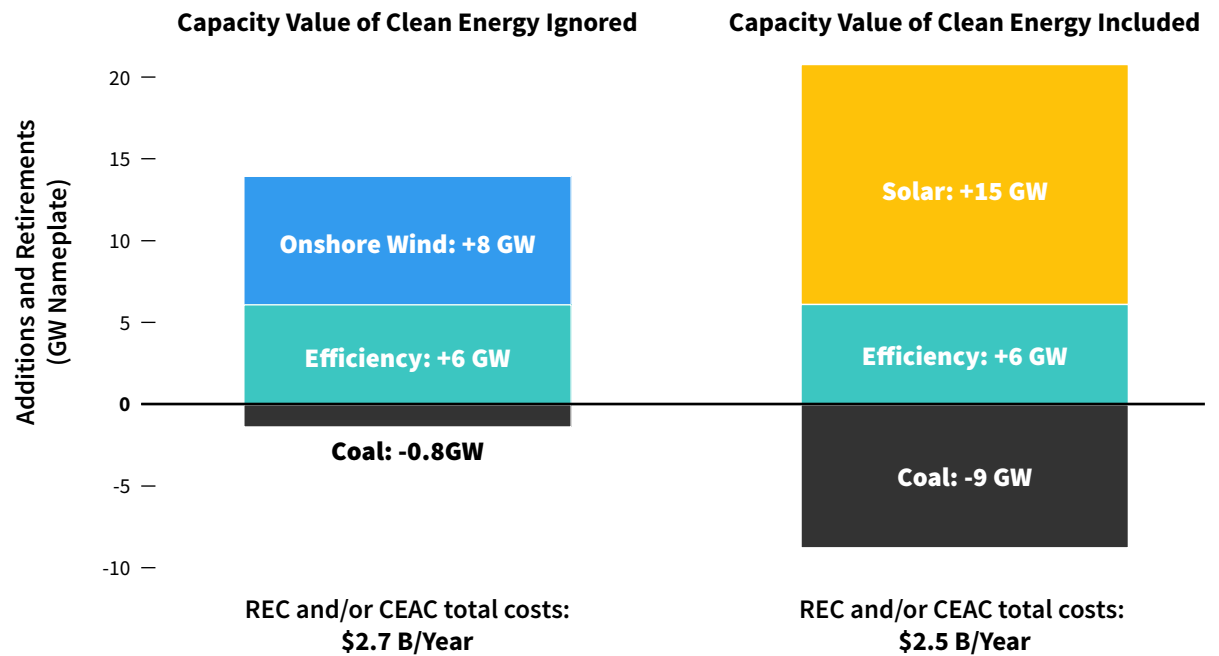 Capacity Value of Clean Energy Ignored
Capacity Value of Clean Energy Included
Additions and Retirements
(GW Nameplate)
20
15
10
5
0
-5
-10
Onshore Wind: +8 GW
Efficiency: +6 GW
Coal: -0.8GW
Solar: +15 GW
Efficiency: +6 GW
Coal: -9 GW
REC and/or CEAC total costs:
$2.7 B/Year
REC and/or CEAC total costs:
$2.5 B/Year